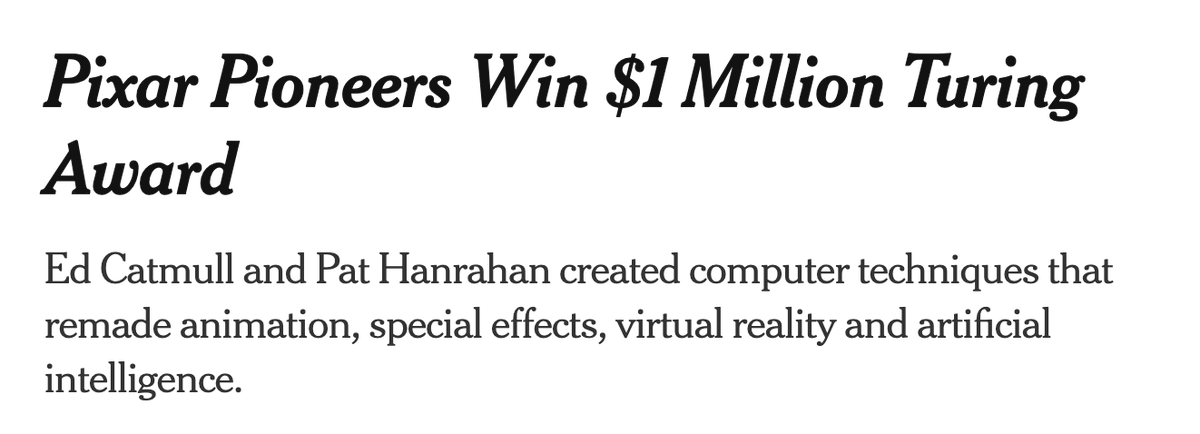 Pixar Pioneers Win $1 Million Turing
Award
Ed Catmull and Pat Hanrahan created computer techniques that
remade animation, special effects, virtual reality and artificial
intelligence.